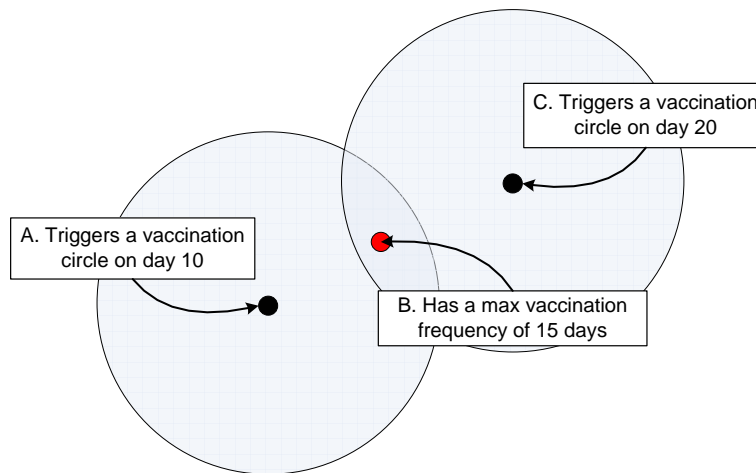 A. Triggers a vaccination
circle on day 10
B. Has a max vaccination
frequency of 15 days
C. Triggers a vaccination
circle on day 20